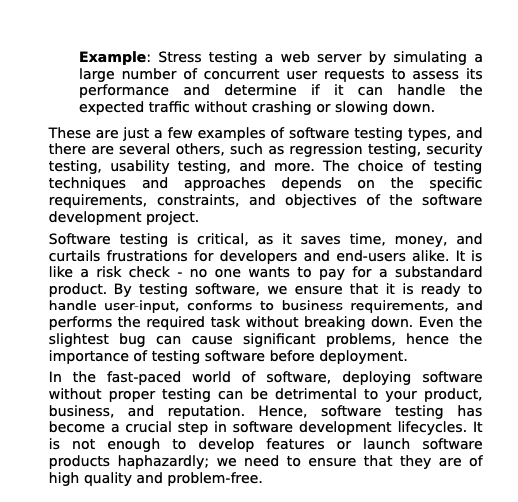 Example: Stress testing a web server by simulating a
large number of concurrent user requests to assess its
performance and determine if it can handle the
expected traffic without crashing or slowing down.
These are just a few examples of software testing types, and
there are several others, such as regression testing, security
testing, usability testing, and more. The choice of testing
techniques and approaches depends on the specific
requirements, constraints, and objectives of the software
development project.
Software testing is critical, as it saves time, money, and
curtails frustrations for developers and end-users alike. It is
like a risk check - no one wants to pay for a substandard
product. By testing software, we ensure that it is ready to
handle user-input, conforms to business requirements, and
performs the required task without breaking down. Even the
slightest bug can cause significant problems, hence the
importance of testing software before deployment.
In the fast-paced world of software, deploying software
without proper testing can be detrimental to your product,
business, and reputation. Hence, software testing has
become a crucial step in software development lifecycles. It
is not enough to develop features or launch software
products haphazardly; we need to ensure that they are of
high quality and problem-free.